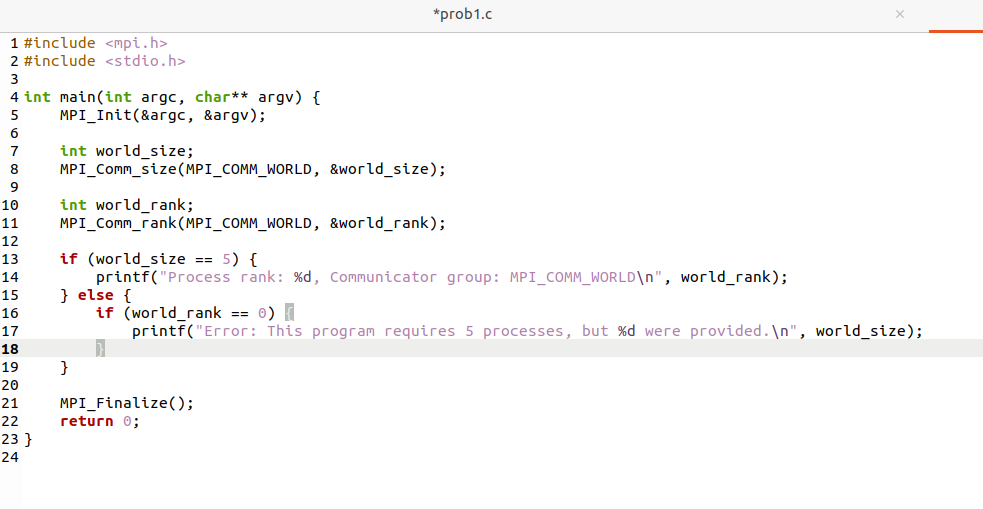 *prob1.c ×
1 #include <mpi.h>
2 #include <stdio.h>
3
4 int main(int argc, char** argv) {
5     MPI_Init(&argc, &argv);
6
7     int world_size;
8     MPI_Comm_size(MPI_COMM_WORLD, &world_size);
9
10     int world_rank;
11     MPI_Comm_rank(MPI_COMM_WORLD, &world_rank);
12
13     if (world_size == 5) {
14         printf("Process rank: %d, Communicator group: MPI_COMM_WORLD\n", world_rank);
15     } else {
16         if (world_rank == 0) {
17             printf("Error: This program requires 5 processes, but %d were provided.\n", world_size);
18         }
19     }
20
21     MPI_Finalize();
22     return 0;
23 }
24